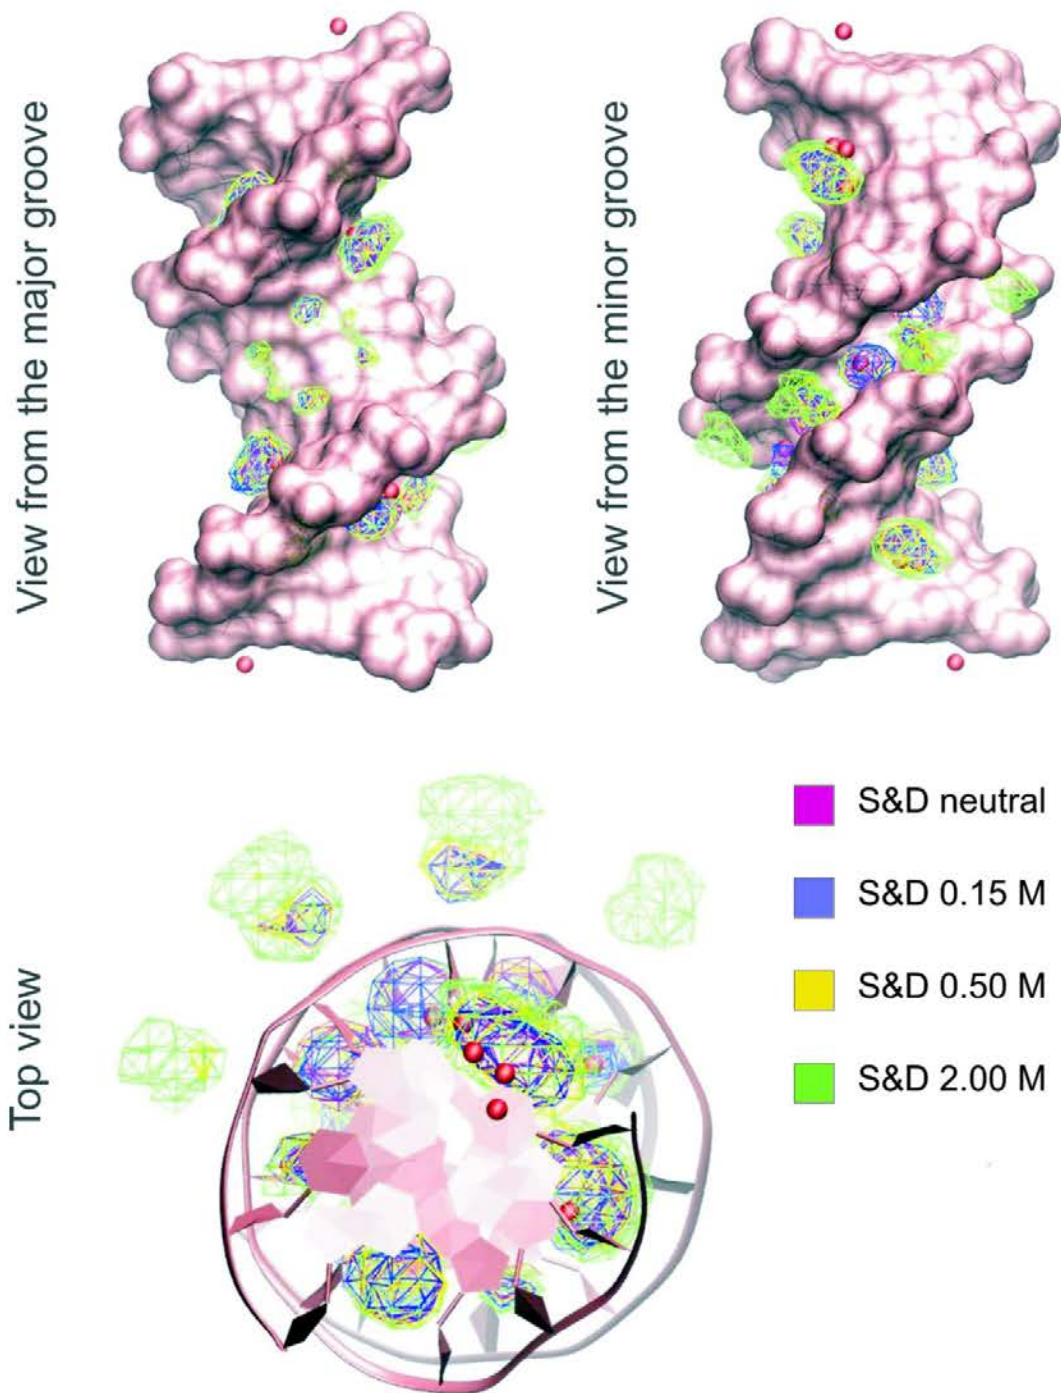 View from the major groove
View from the minor groove
Top view
S&D neutral
S&D 0.15 M
S&D 0.50 M
S&D 2.00 M